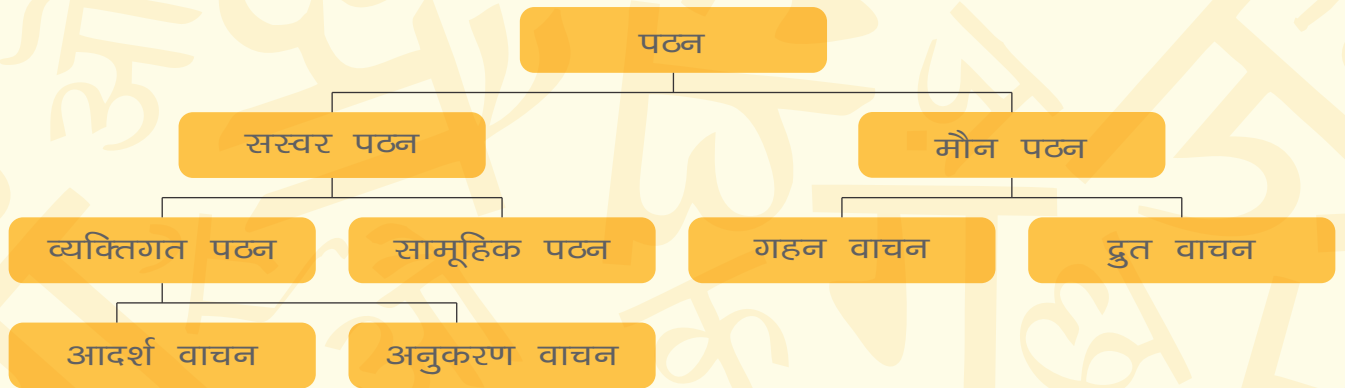 पठन
सस्वर पठन
मौन पठन
व्यक्तिगत पठन
सामूहिक पठन
गहन वाचन
द्रुत वाचन
आदर्श वाचन
अनुकरण वाचन